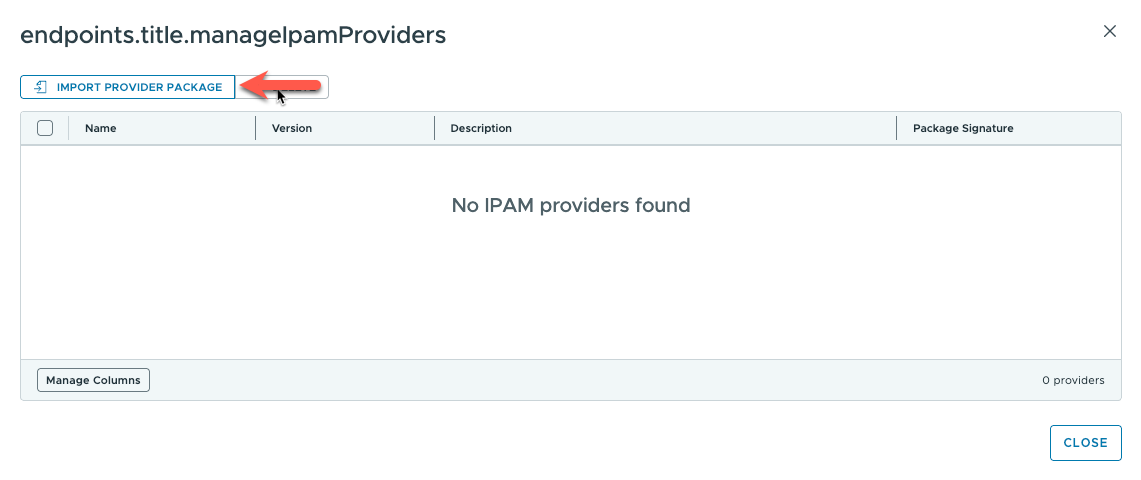 endpoints.title.manageIpamProviders
IMPORT PROVIDER PACKAGE
Name Version Description Package Signature
No IPAM providers found
Manage Columns 0 providers
CLOSE